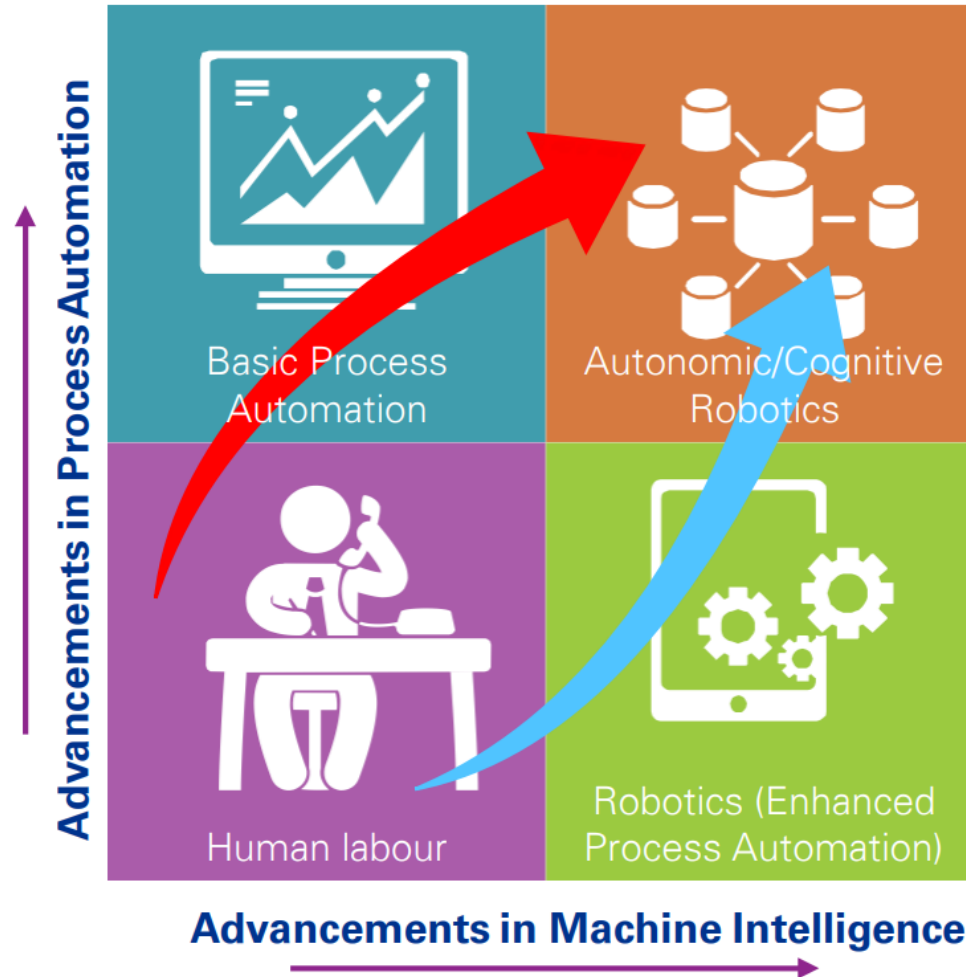 Advancements in Process Automation
Basic Process
Automation
Autonomic/Cognitive
Robotics
Human labour
Robotics (Enhanced
Process Automation)
Advancements in Machine Intelligence